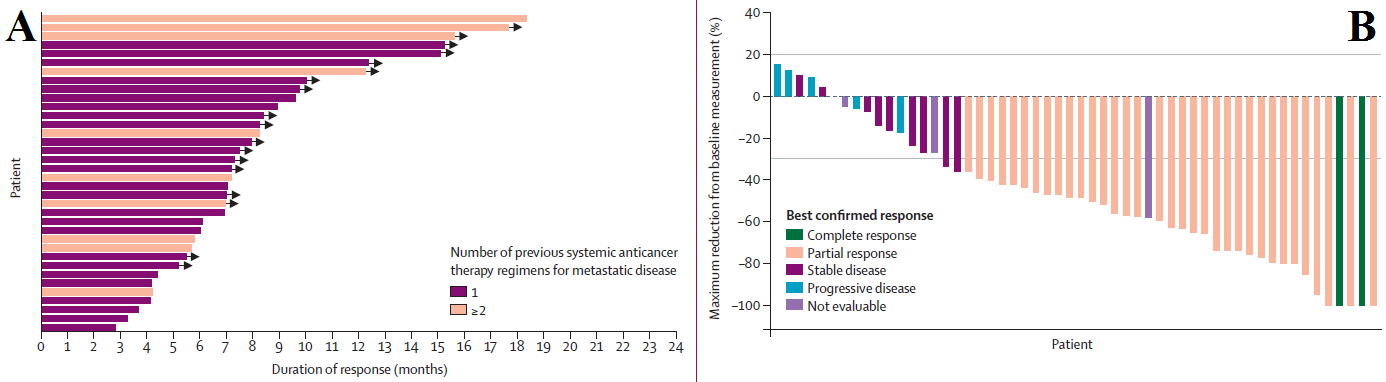 A
Patient
Number of previous systemic anticancer
therapy regimens for metastatic disease
1
≥2
0 1 2 3 4 5 6 7 8 9 10 11 12 13 14 15 16 17 18 19 20 21 22 23 24
Duration of response (months)
B
Maximum reduction from baseline measurement (%)
40
20
0
−20
−40
−60
−80
−100
Best confirmed response
Complete response
Partial response
Stable disease
Progressive disease
Not evaluable
Patient